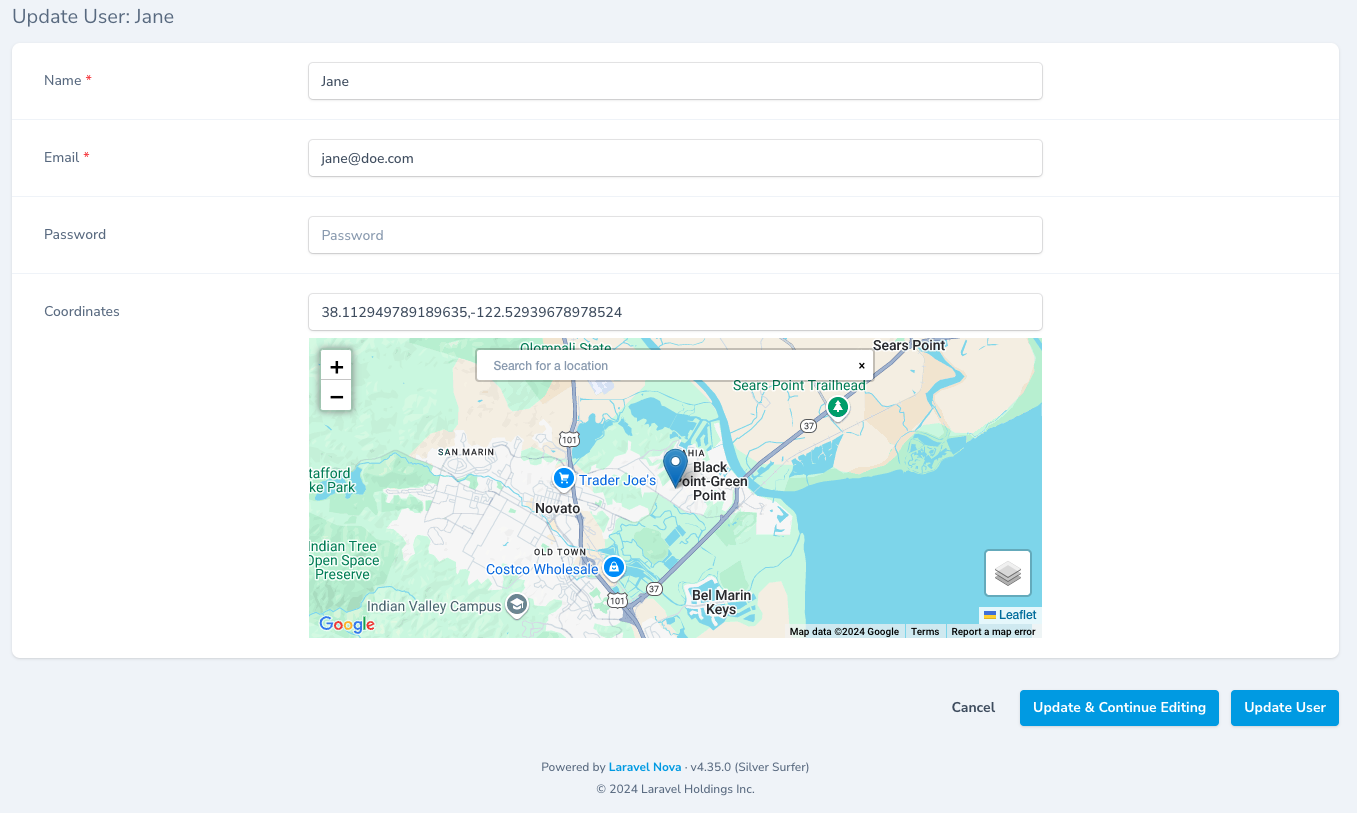 Update User: Jane
Name *
Jane
Email *
jane@doe.com
Password
Password
Coordinates
38.112949789189635,-122.52939678978524
Olompali State
Sears Point
+
Search for a location
×
−
Sears Point Trailhead
37
101
SAN MARIN
AHIA
tafford
ke Park
Trader Joe's
Black
Point-Green
Point
Novato
Indian Tree
Open Space
Preserve
OLD TOWN
Costco Wholesale
37
101
Bel Marin
Keys
Indian Valley Campus
Leaflet
Google
Map data ©2024 Google
Terms
Report a map error
Cancel
Update & Continue Editing
Update User
Powered by Laravel Nova · v4.35.0 (Silver Surfer)
© 2024 Laravel Holdings Inc.